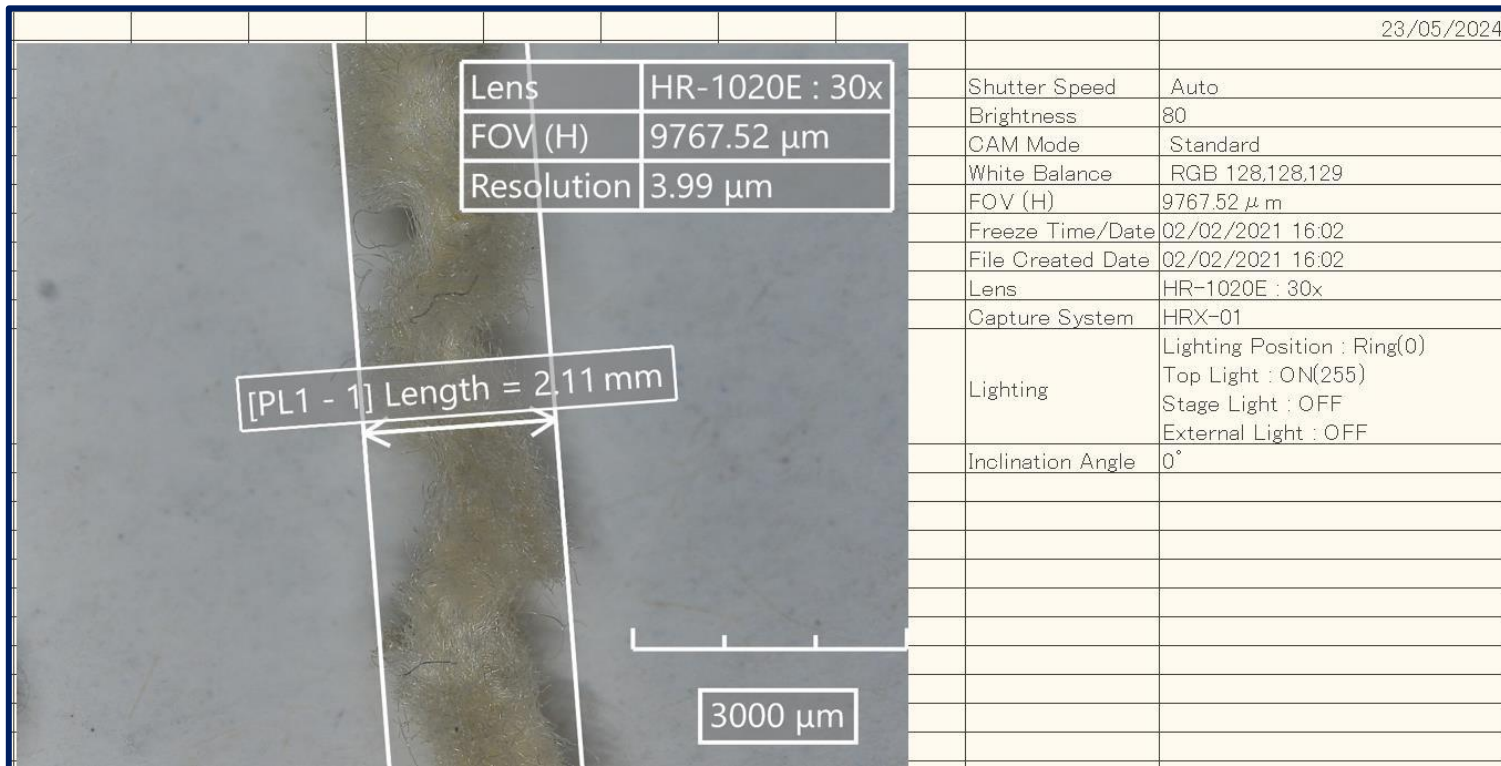 23/05/2024
Lens HR-1020E : 30x
FOV (H) 9767.52 μm
Resolution 3.99 μm
[PL1 - 1] Length = 2.11 mm
3000 μm
Shutter Speed Auto
Brightness 80
CAM Mode Standard
White Balance RGB 128,128,129
FOV (H) 9767.52 μ m
Freeze Time/Date 02/02/2021 16:02
File Created Date 02/02/2021 16:02
Lens HR-1020E : 30x
Capture System HRX-01
Lighting Lighting Position : Ring(0)
Top Light : ON(255)
Stage Light : OFF
External Light : OFF
Inclination Angle 0°